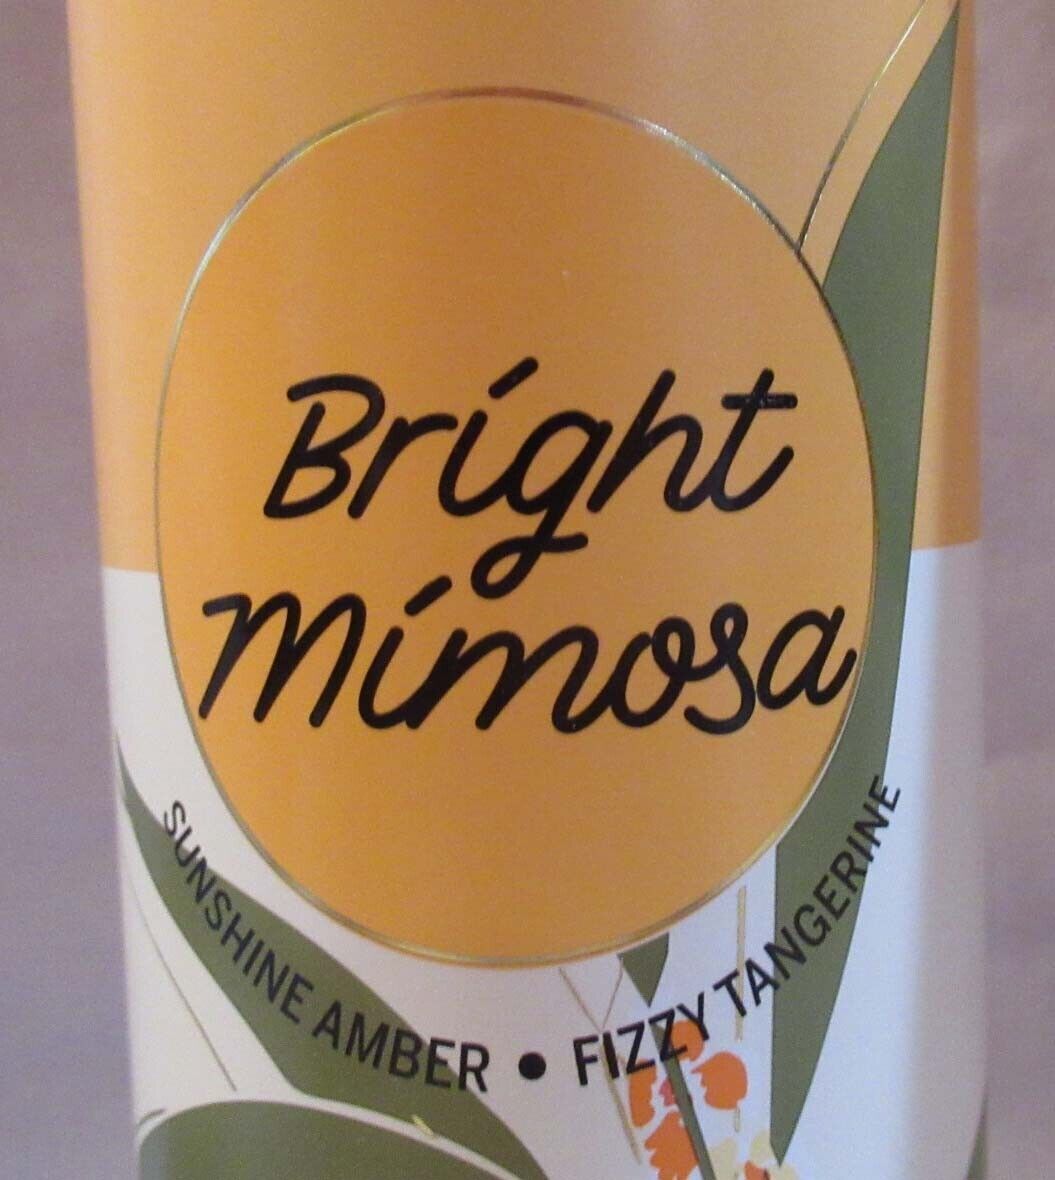 Bright
Mimosa
SUNSHINE AMBER • FIZZY TANGERINE